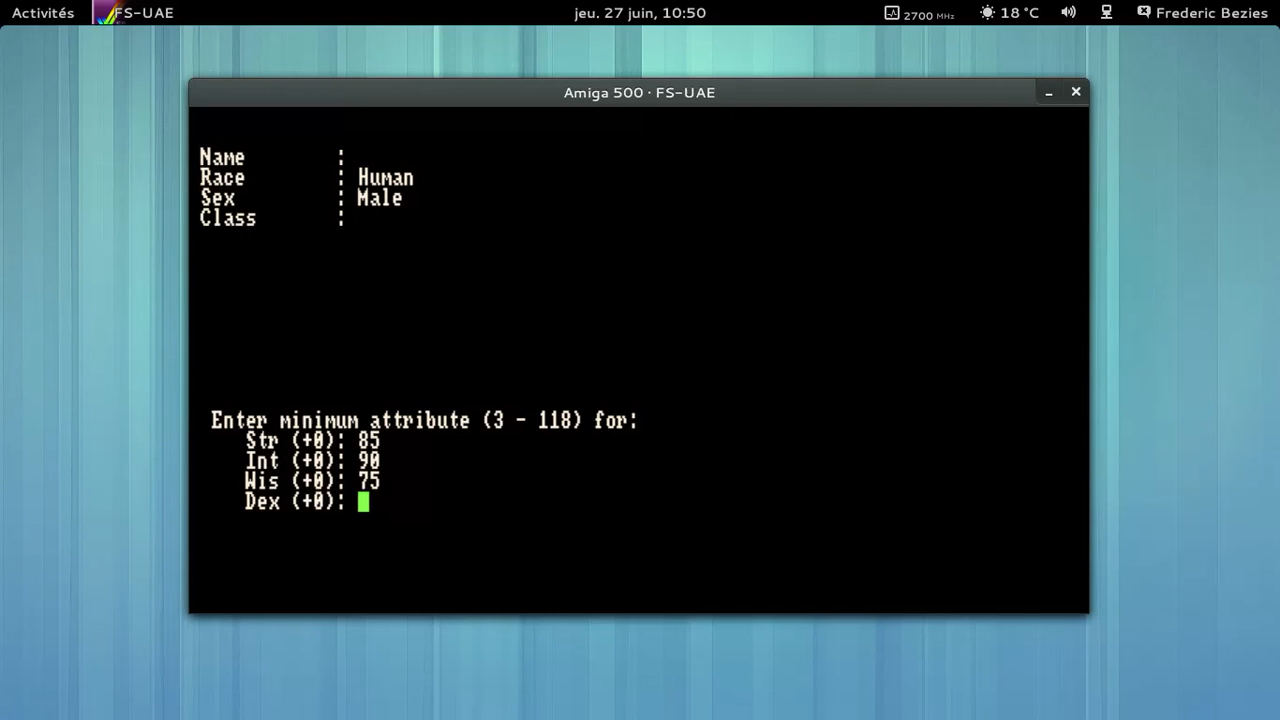 Activités FS-UAE jeu. 27 juin, 10:50 2700 MHz 18 °C Frederic Bezies
Amiga 500 · FS-UAE
Name :
Race : Human
Sex : Male
Class :
Enter minimum attribute (3 - 118) for:
Str (+0): 85
Int (+0): 90
Wis (+0): 75
Dex (+0):